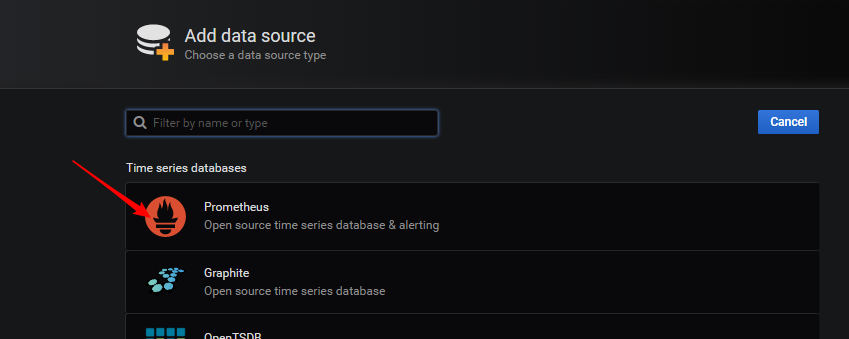 Add data source
Choose a data source type
Filter by name or type
Cancel
Time series databases
Prometheus
Open source time series database & alerting
Graphite
Open source time series database
OpenTSDB